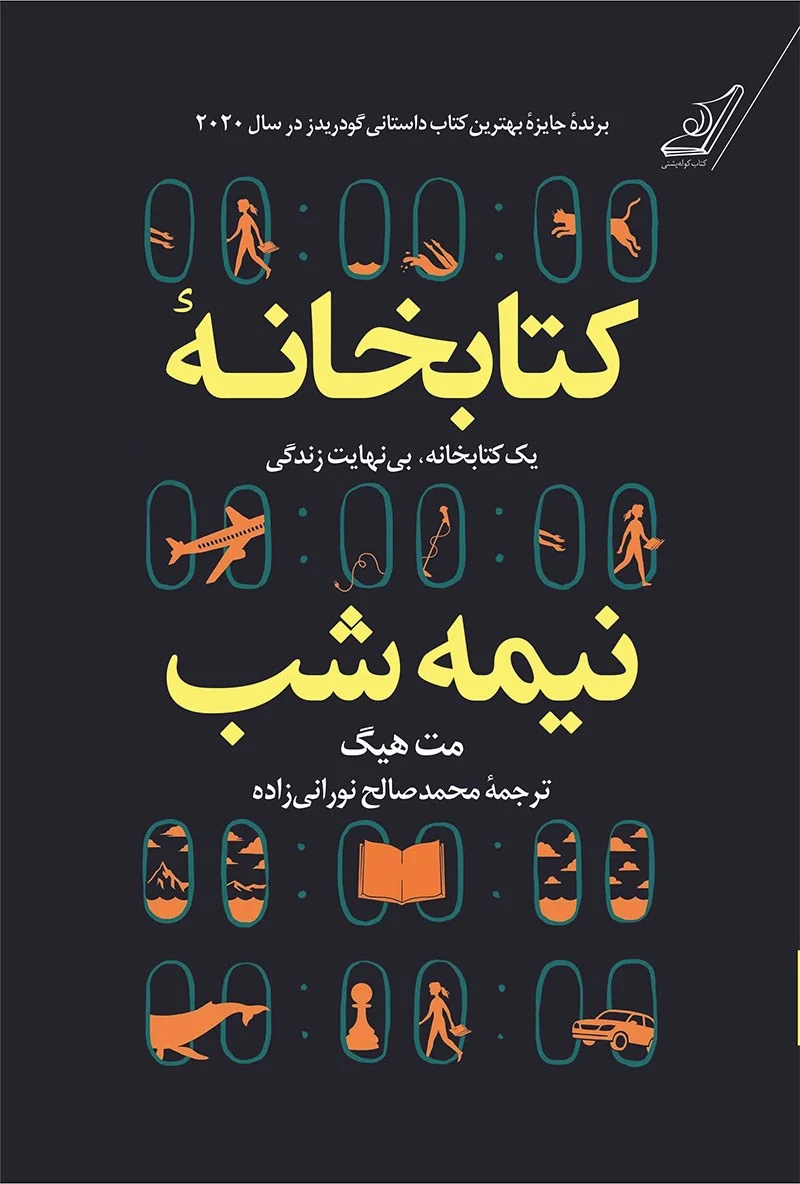 برندهٔ جایزهٔ بهترین کتاب داستانی گودریدز در سال ۲۰۲۰
کتاب کوله‌پشتی
کتابخانهٔ
یک کتابخانه، بی‌نهایت زندگی
نیمه شب
مت هیگ
ترجمهٔ محمدصالح نورانی‌زاده